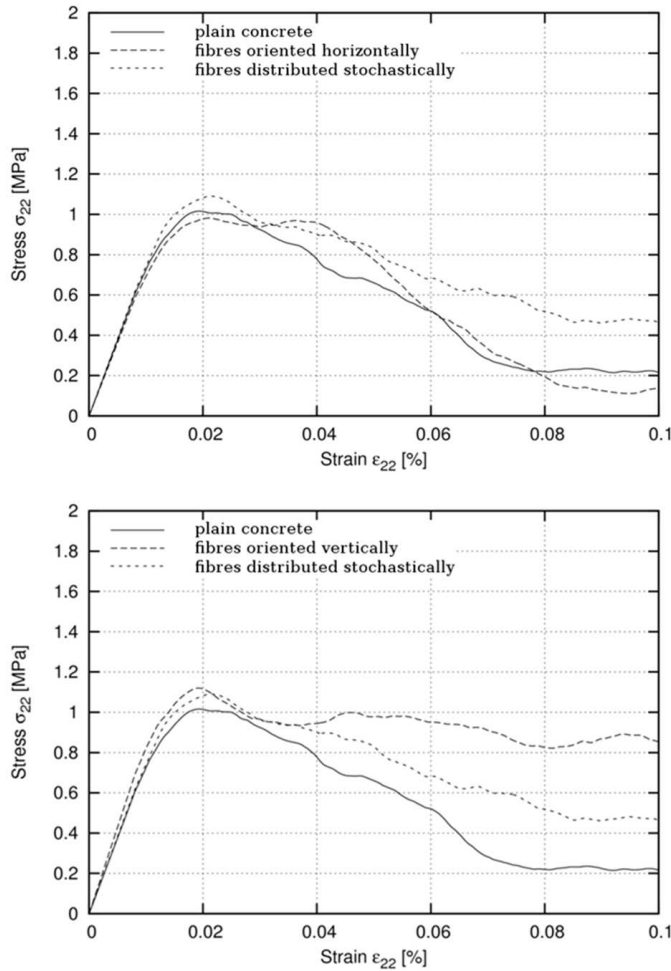 2
1.8
1.6
1.4
1.2
1
0.8
0.6
0.4
0.2
0
Stress σ22 [MPa]
plain concrete
fibres oriented horizontally
fibres distributed stochastically
0 0.02 0.04 0.06 0.08 0.1
Strain ε22 [%]
2
1.8
1.6
1.4
1.2
1
0.8
0.6
0.4
0.2
0
Stress σ22 [MPa]
plain concrete
fibres oriented vertically
fibres distributed stochastically
0 0.02 0.04 0.06 0.08 0.1
Strain ε22 [%]